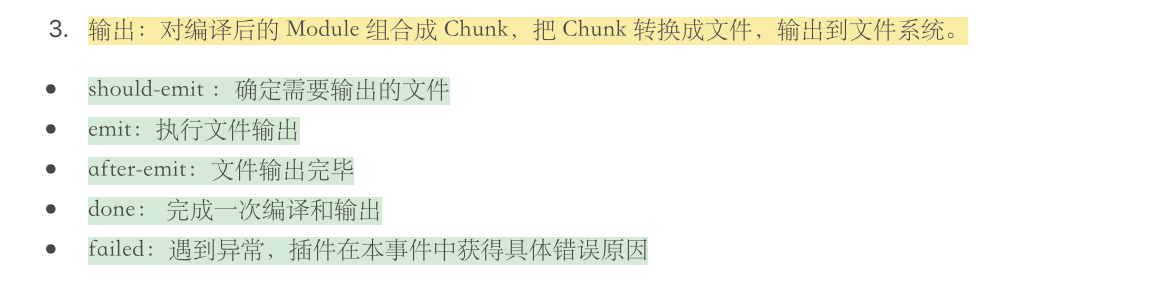 3. 输出：对编译后的 Module 组合成 Chunk，把 Chunk 转换成文件，输出到文件系统。
• should-emit ：确定需要输出的文件
• emit：执行文件输出
• after-emit：文件输出完毕
• done： 完成一次编译和输出
• failed：遇到异常，插件在本事件中获得具体错误原因